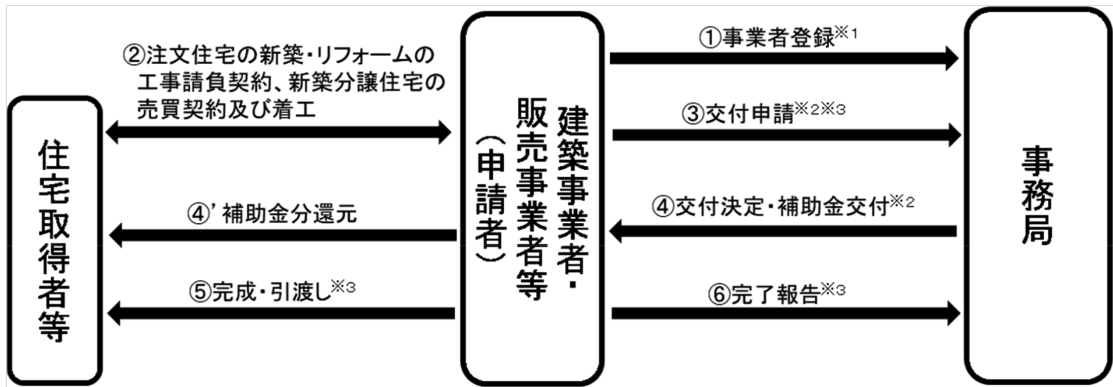 住宅取得者等
②注文住宅の新築・リフォームの
工事請負契約、新築分譲住宅の
売買契約及び着工
④’補助金分還元
⑤完成・引渡し※3
建築事業者・
販売事業者等
(申請者)
①事業者登録※1
③交付申請※2※3
④交付決定・補助金交付※2
⑥完了報告※3
事務局